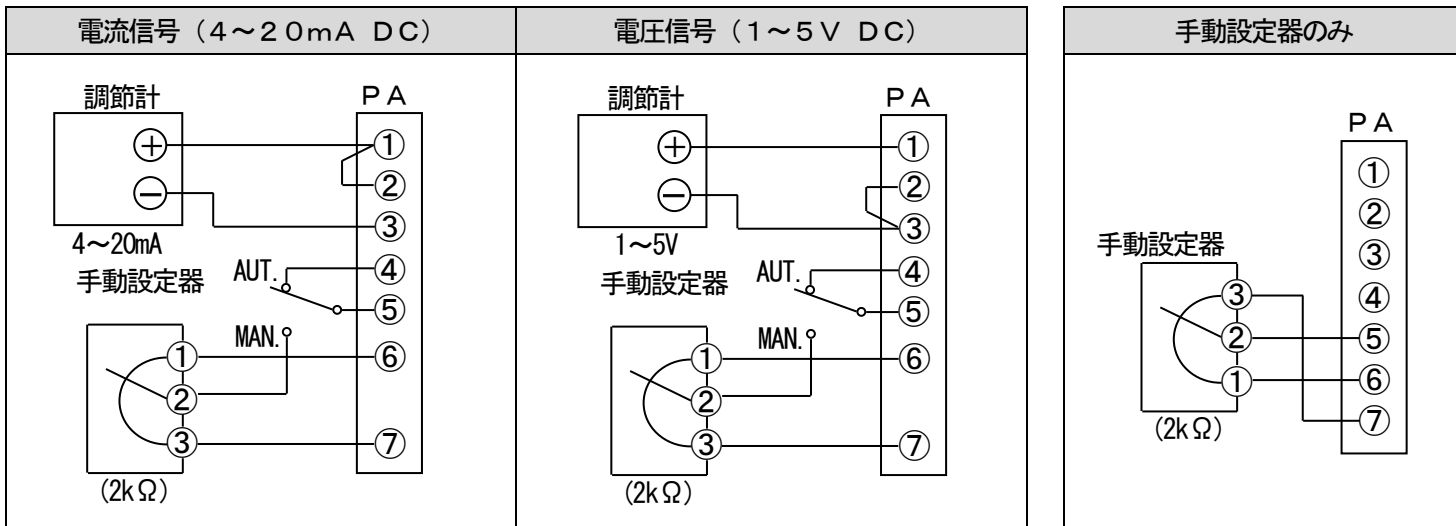 電流信号（４～２０ｍＡ ＤＣ）
調節計 ＰＡ
＋ ①
②
－ ③
4～20mA
手動設定器 AUT. ④
⑤
MAN.
① ⑥
②
③ ⑦
(2kΩ)
電圧信号（１～５Ｖ ＤＣ）
調節計 ＰＡ
＋ ①
②
－ ③
1～5V
手動設定器 AUT. ④
⑤
MAN.
① ⑥
②
③ ⑦
(2kΩ)
手動設定器のみ
ＰＡ
①
②
手動設定器 ③
③ ④
② ⑤
① ⑥
⑦
(2kΩ)